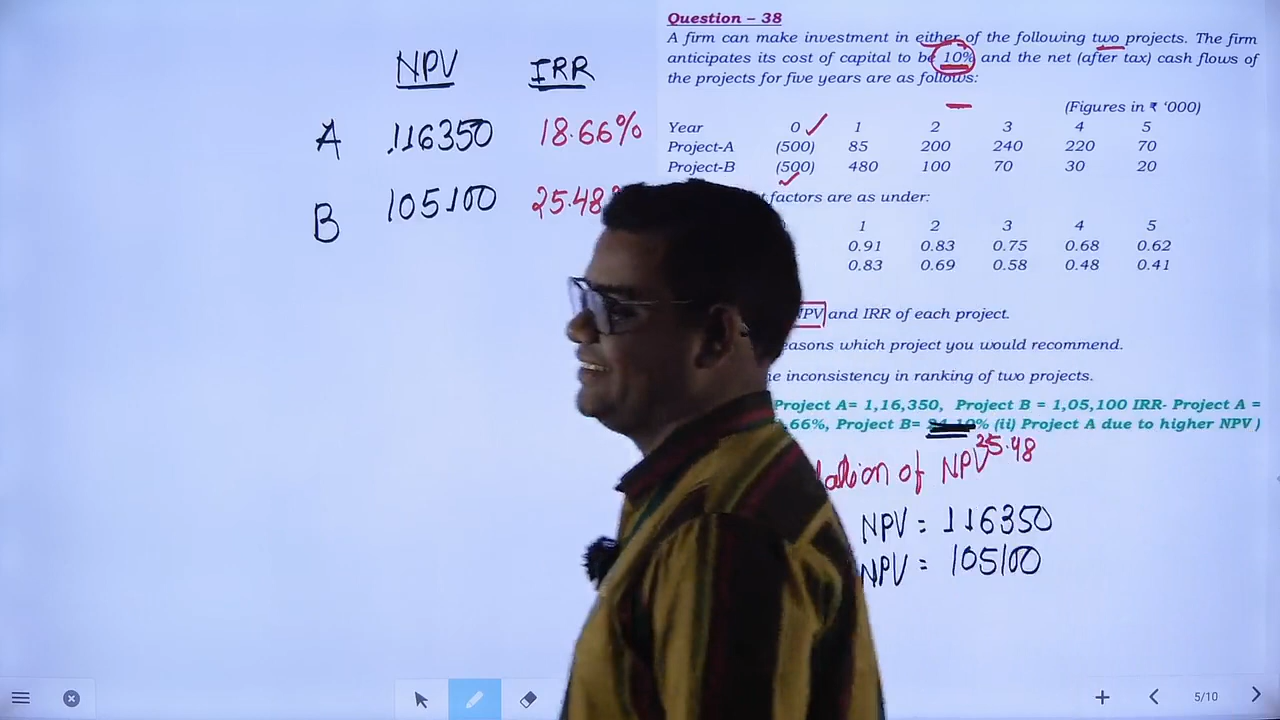 Question – 38
A firm can make investment in either of the following two projects. The firm
anticipates its cost of capital to be 10% and the net (after tax) cash flows of
the projects for five years are as follows:
(Figures in ₹ '000)
Year 0 1 2 3 4 5
Project-A (500) 85 200 240 220 70
Project-B (500) 480 100 70 30 20
factors are as under:
1 2 3 4 5
0.91 0.83 0.75 0.68 0.62
0.83 0.69 0.58 0.48 0.41
NPV and IRR of each project.
which project you would recommend.
inconsistency in ranking of two projects.
Project A= 1,16,350, Project B = 1,05,100 IRR- Project A =
.66%, Project B= % (ii) Project A due to higher NPV )
25.48
of NPV
NPV = 116350
NPV = 105100
NPV IRR
A 116350 18.66%
B 105100 25.48
5/10